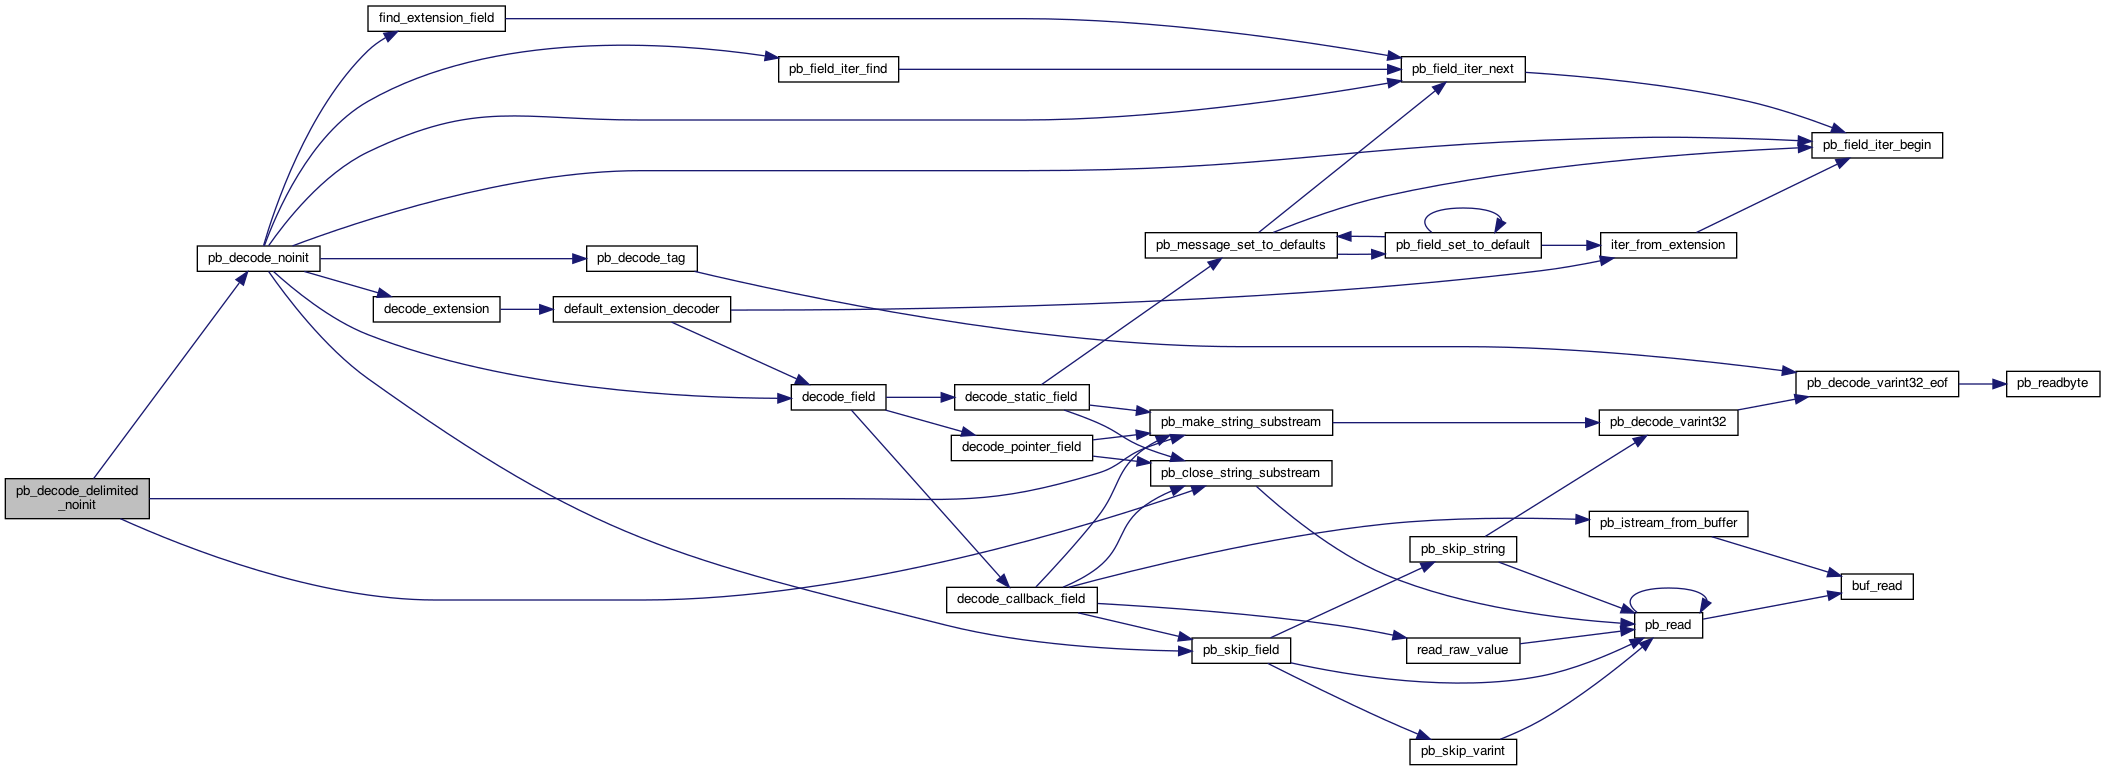 find_extension_field
pb_field_iter_find
pb_field_iter_next
pb_field_iter_begin
pb_decode_noinit
pb_decode_tag
pb_message_set_to_defaults
pb_field_set_to_default
iter_from_extension
decode_extension
default_extension_decoder
decode_field
decode_static_field
pb_decode_varint32_eof
pb_readbyte
pb_make_string_substream
pb_decode_varint32
decode_pointer_field
pb_close_string_substream
pb_decode_delimited
_noinit
pb_istream_from_buffer
pb_skip_string
buf_read
decode_callback_field
pb_read
pb_skip_field
read_raw_value
pb_skip_varint